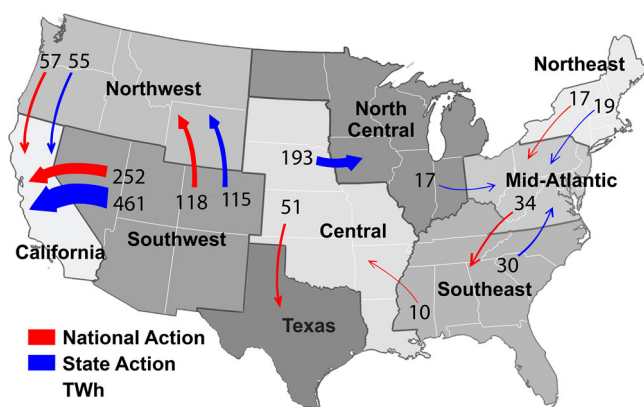 57 55
Northwest
Northeast
17
19
North
Central
193
17
Mid-Atlantic
252
461
118
115
51
34
Southwest
Central
California
30
Southeast
10
Texas
National Action
State Action
TWh